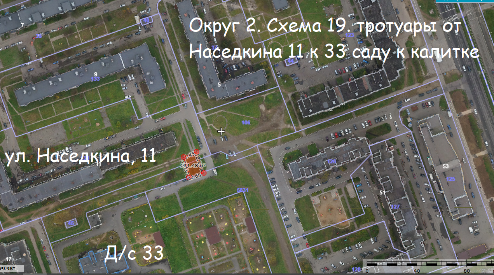 Округ 2. Схема 19. тротуары от
Наседкина 11 к 33 саду к калитке
ул. Наседкина, 11
Д/с 33